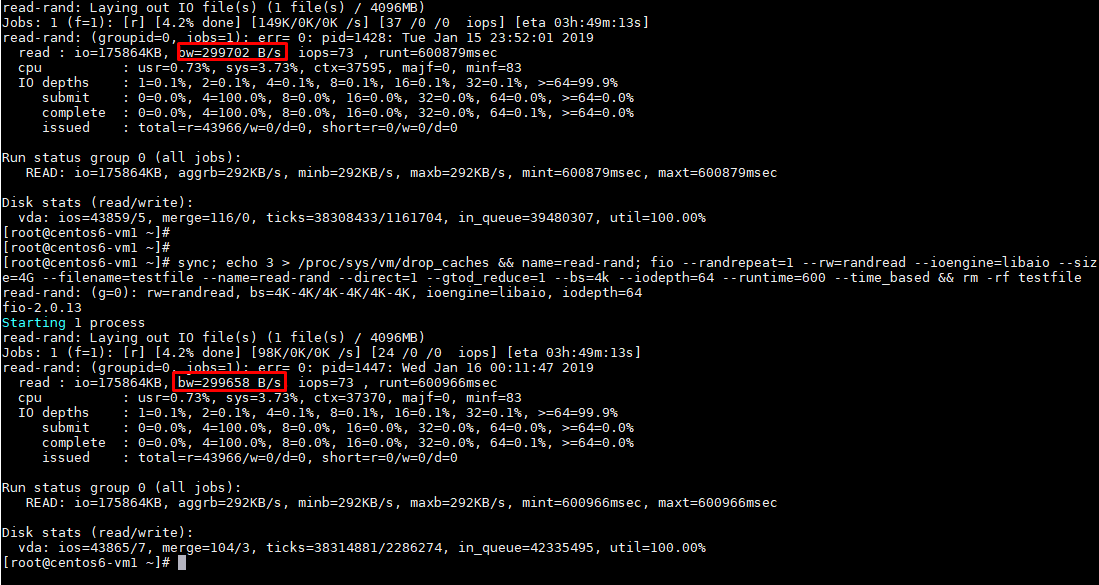 read-rand: Laying out IO file(s) (1 file(s) / 4096MB)
Jobs: 1 (f=1): [r] [4.2% done] [149K/0K/0K /s] [37 /0 /0  iops] [eta 03h:49m:13s]
read-rand: (groupid=0, jobs=1): err= 0: pid=1428: Tue Jan 15 23:52:01 2019
  read : io=175864KB, bw=299702 B/s, iops=73 , runt=600879msec
  cpu          : usr=0.73%, sys=3.73%, ctx=37595, majf=0, minf=83
  IO depths    : 1=0.1%, 2=0.1%, 4=0.1%, 8=0.1%, 16=0.1%, 32=0.1%, >=64=99.9%
     submit    : 0=0.0%, 4=100.0%, 8=0.0%, 16=0.0%, 32=0.0%, 64=0.0%, >=64=0.0%
     complete  : 0=0.0%, 4=100.0%, 8=0.0%, 16=0.0%, 32=0.0%, 64=0.1%, >=64=0.0%
     issued    : total=r=43966/w=0/d=0, short=r=0/w=0/d=0

Run status group 0 (all jobs):
   READ: io=175864KB, aggrb=292KB/s, minb=292KB/s, maxb=292KB/s, mint=600879msec, maxt=600879msec

Disk stats (read/write):
  vda: ios=43859/5, merge=116/0, ticks=38308433/1161704, in_queue=39480307, util=100.00%
[root@centos6-vm1 ~]#
[root@centos6-vm1 ~]#
[root@centos6-vm1 ~]# sync; echo 3 > /proc/sys/vm/drop_caches && name=read-rand; fio --randrepeat=1 --rw=randread --ioengine=libaio --siz
e=4G --filename=testfile --name=read-rand --direct=1 --gtod_reduce=1 --bs=4k --iodepth=64 --runtime=600 --time_based && rm -rf testfile
read-rand: (g=0): rw=randread, bs=4K-4K/4K-4K/4K-4K, ioengine=libaio, iodepth=64
fio-2.0.13
Starting 1 process
read-rand: Laying out IO file(s) (1 file(s) / 4096MB)
Jobs: 1 (f=1): [r] [4.2% done] [98K/0K/0K /s] [24 /0 /0  iops] [eta 03h:49m:13s]
read-rand: (groupid=0, jobs=1): err= 0: pid=1447: Wed Jan 16 00:11:47 2019
  read : io=175864KB, bw=299658 B/s, iops=73 , runt=600966msec
  cpu          : usr=0.73%, sys=3.73%, ctx=37370, majf=0, minf=83
  IO depths    : 1=0.1%, 2=0.1%, 4=0.1%, 8=0.1%, 16=0.1%, 32=0.1%, >=64=99.9%
     submit    : 0=0.0%, 4=100.0%, 8=0.0%, 16=0.0%, 32=0.0%, 64=0.0%, >=64=0.0%
     complete  : 0=0.0%, 4=100.0%, 8=0.0%, 16=0.0%, 32=0.0%, 64=0.1%, >=64=0.0%
     issued    : total=r=43966/w=0/d=0, short=r=0/w=0/d=0

Run status group 0 (all jobs):
   READ: io=175864KB, aggrb=292KB/s, minb=292KB/s, maxb=292KB/s, mint=600966msec, maxt=600966msec

Disk stats (read/write):
  vda: ios=43865/7, merge=104/3, ticks=38314881/2286274, in_queue=42335495, util=100.00%
[root@centos6-vm1 ~]#